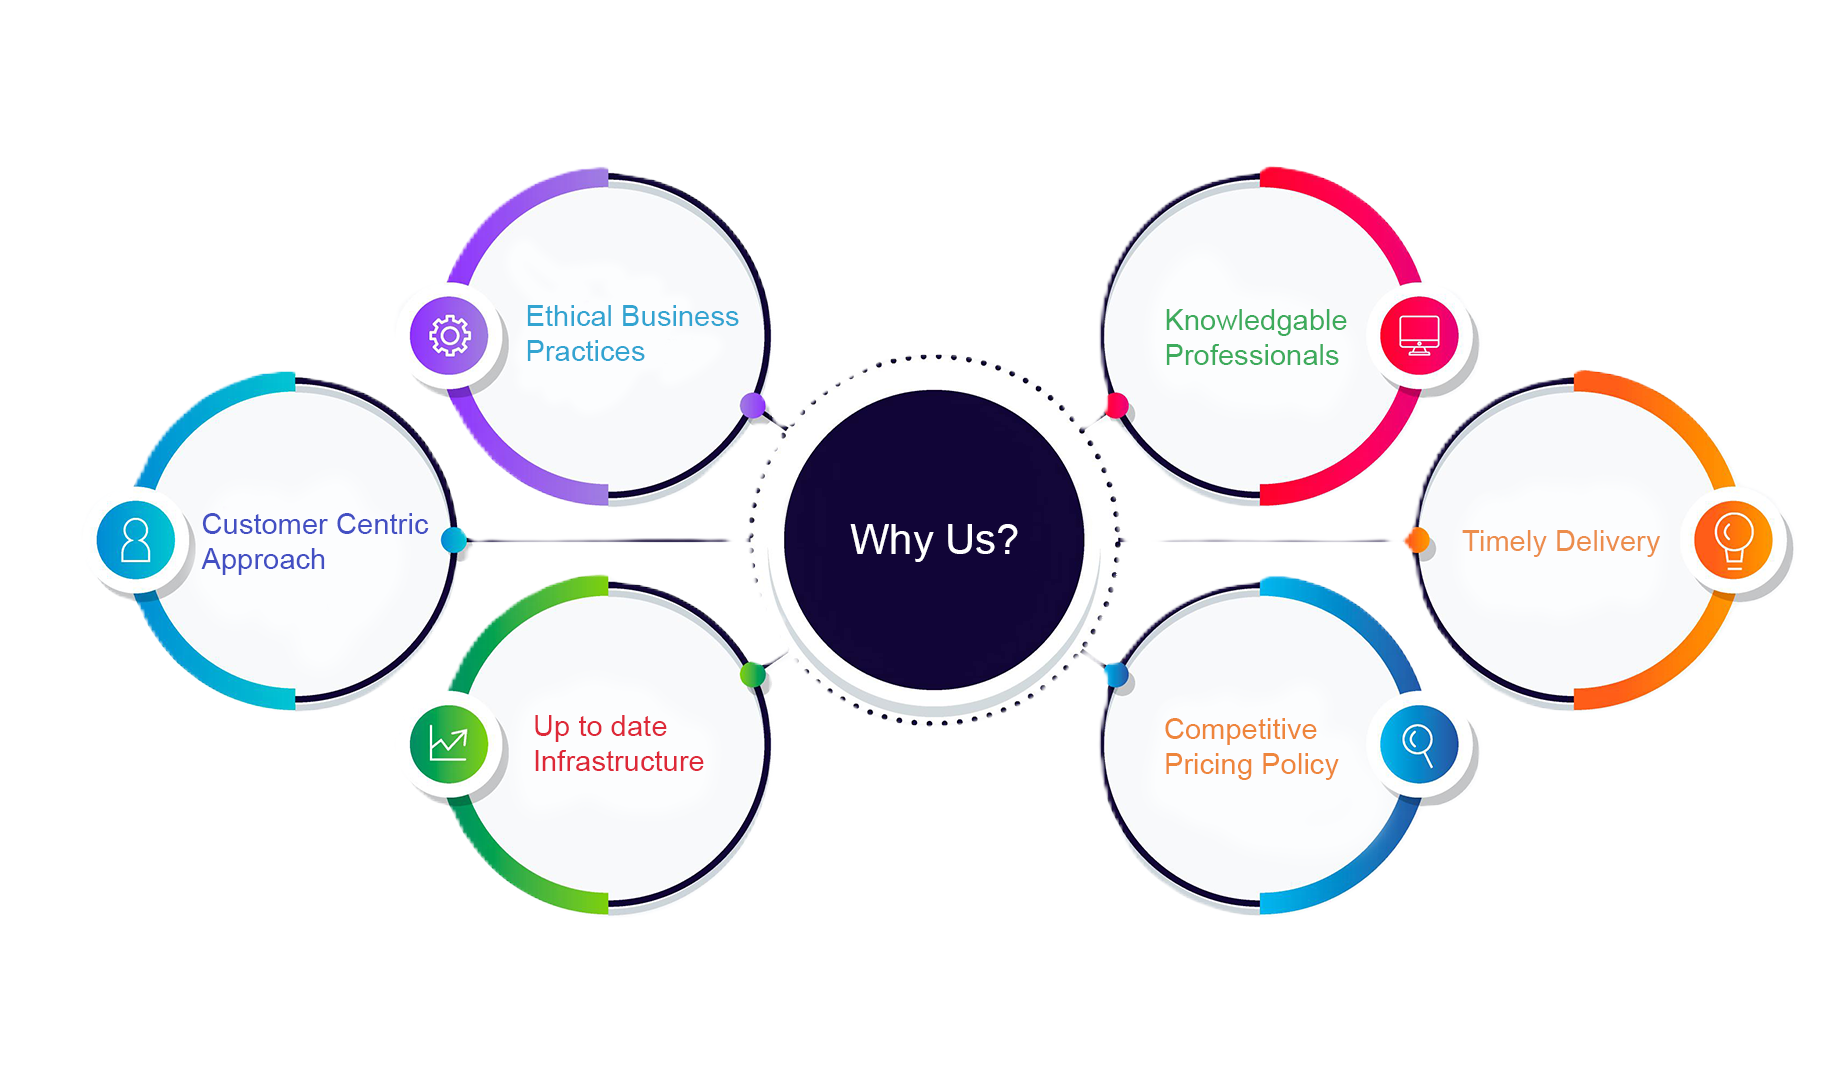 Ethical Business
Practices
Knowledgable
Professionals
Customer Centric
Approach
Why Us?
Timely Delivery
Up to date
Infrastructure
Competitive
Pricing Policy